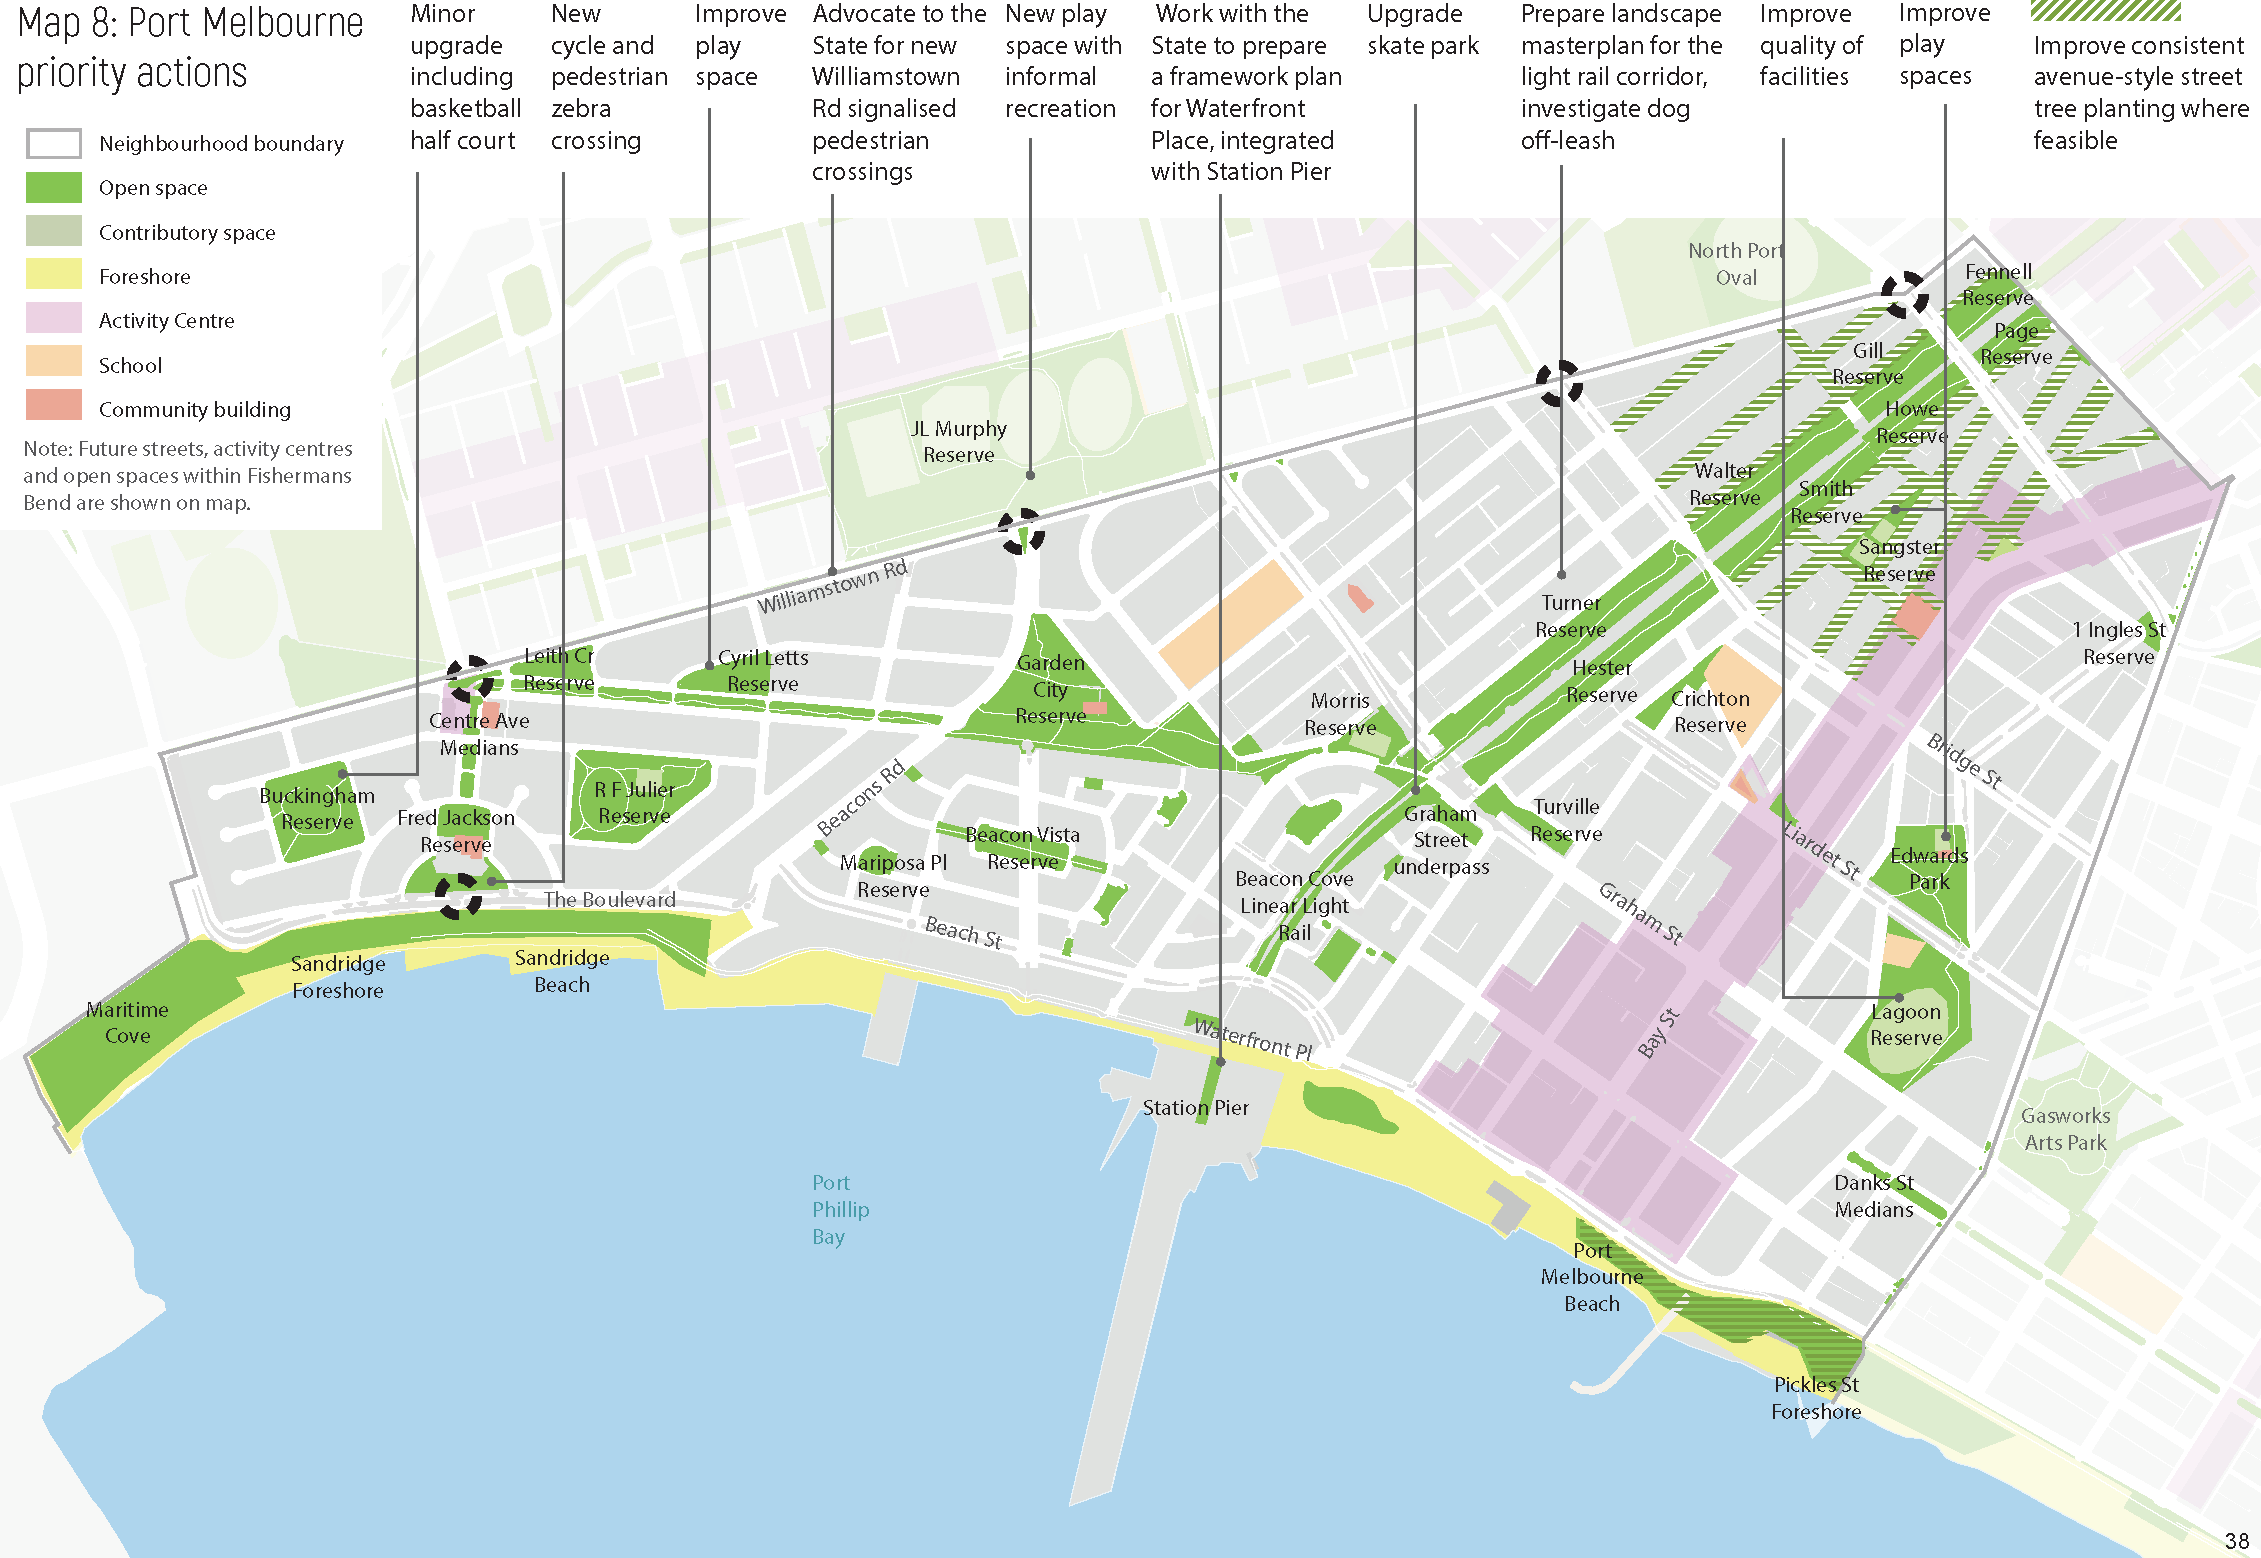 Map 8: Port Melbourne
priority actions
Neighbourhood boundary
Open space
Contributory space
Foreshore
Activity Centre
School
Community building
Note: Future streets, activity centres
and open spaces within Fishermans
Bend are shown on map.
Minor
upgrade
including
basketball
half court
New
cycle and
pedestrian
zebra
crossing
Improve
play
space
Advocate to the
State for new
Williamstown
Rd signalised
pedestrian
crossings
New play
space with
informal
recreation
Work with the
State to prepare
a framework plan
for Waterfront
Place, integrated
with Station Pier
Upgrade
skate park
Prepare landscape
masterplan for the
light rail corridor,
investigate dog
off-leash
Improve
quality of
facilities
Improve
play
spaces
Improve consistent
avenue-style street
tree planting where
feasible
North Port
Oval
Fennell
Reserve
Page
Reserve
Gill
Reserve
Howe
Reserve
JL Murphy
Reserve
Walter
Reserve
Smith
Reserve
Sangster
Reserve
Williamstown Rd
Turner
Reserve
1 Ingles St
Reserve
Leith Cr
Reserve
Cyril Letts
Reserve
Garden
City
Reserve
Hester
Reserve
Morris
Reserve
Crichton
Reserve
Centre Ave
Medians
Bridge St
Buckingham
Reserve
R F Julier
Reserve
Beacons Rd
Fred Jackson
Reserve
Graham
Street
underpass
Turville
Reserve
Liardet St
Beacon Vista
Reserve
Mariposa Pl
Reserve
Edwards
Park
Beacon Cove
Linear Light
Rail
The Boulevard
Graham St
Beach St
Sandridge
Foreshore
Sandridge
Beach
Maritime
Cove
Lagoon
Reserve
Bay St
Waterfront Pl
Station Pier
Gasworks
Arts Park
Port
Phillip
Bay
Danks St
Medians
Port
Melbourne
Beach
Pickles St
Foreshore
38